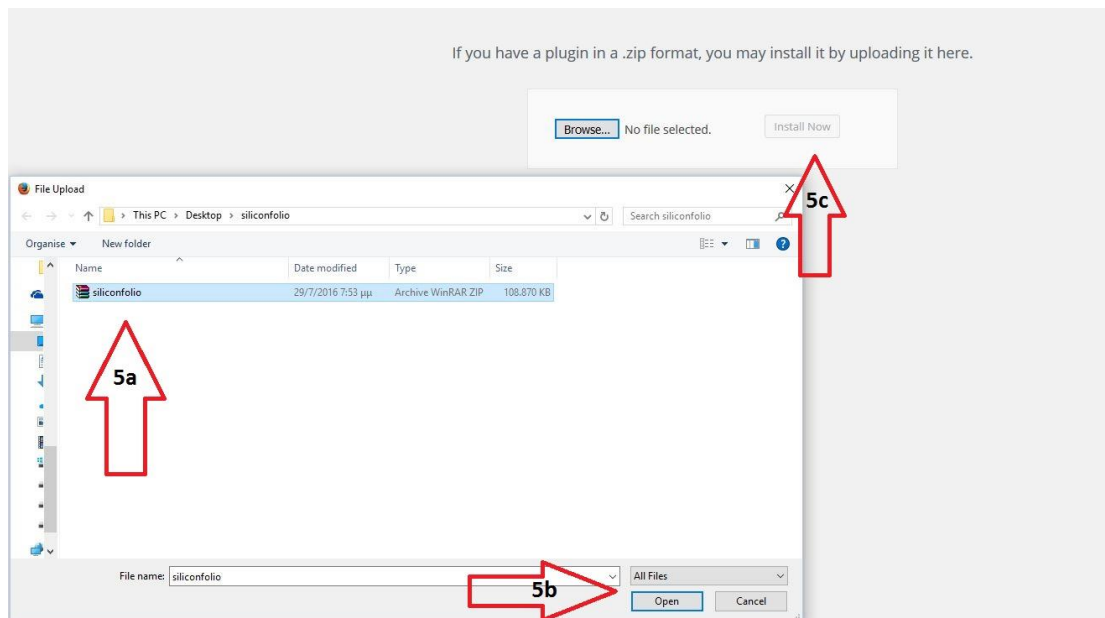 If you have a plugin in a .zip format, you may install it by uploading it here.
Browse... No file selected. Install Now
File Upload
5c
This PC > Desktop > siliconfolio
Search siliconfolio
Organise New folder
Name Date modified Type Size
siliconfolio 29/7/2016 7:53 μμ Archive WinRAR ZIP 108.870 KB
5a
File name: siliconfolio All Files
5b
Open Cancel